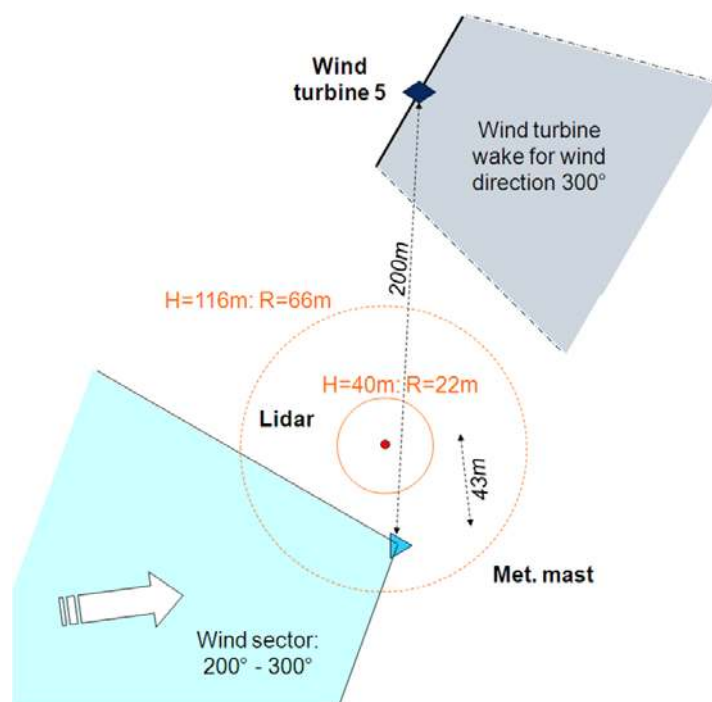 Wind
turbine 5
Wind turbine
wake for wind
direction 300°
200m
H=116m: R=66m
H=40m: R=22m
Lidar
43m
Met. mast
Wind sector:
200° - 300°